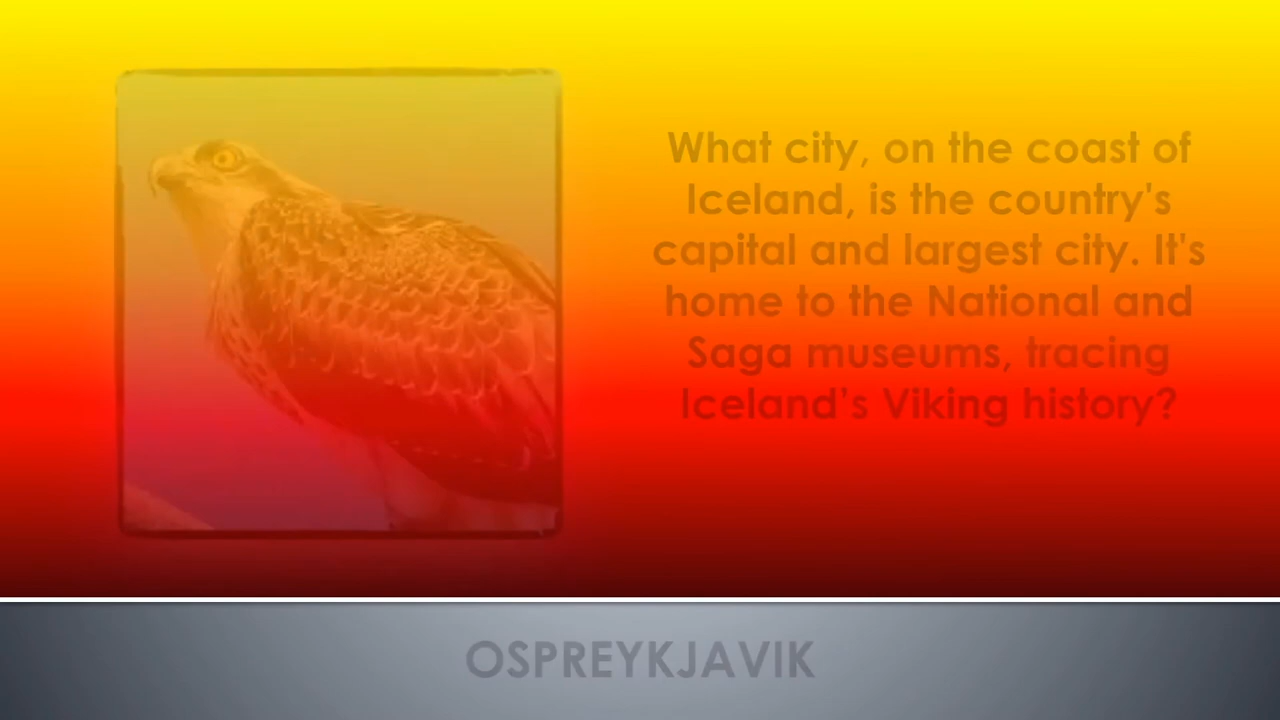 What city, on the coast of
Iceland, is the country's
capital and largest city. It's
home to the National and
Saga museums, tracing
Iceland’s Viking history?
OSPREYKJAVIK